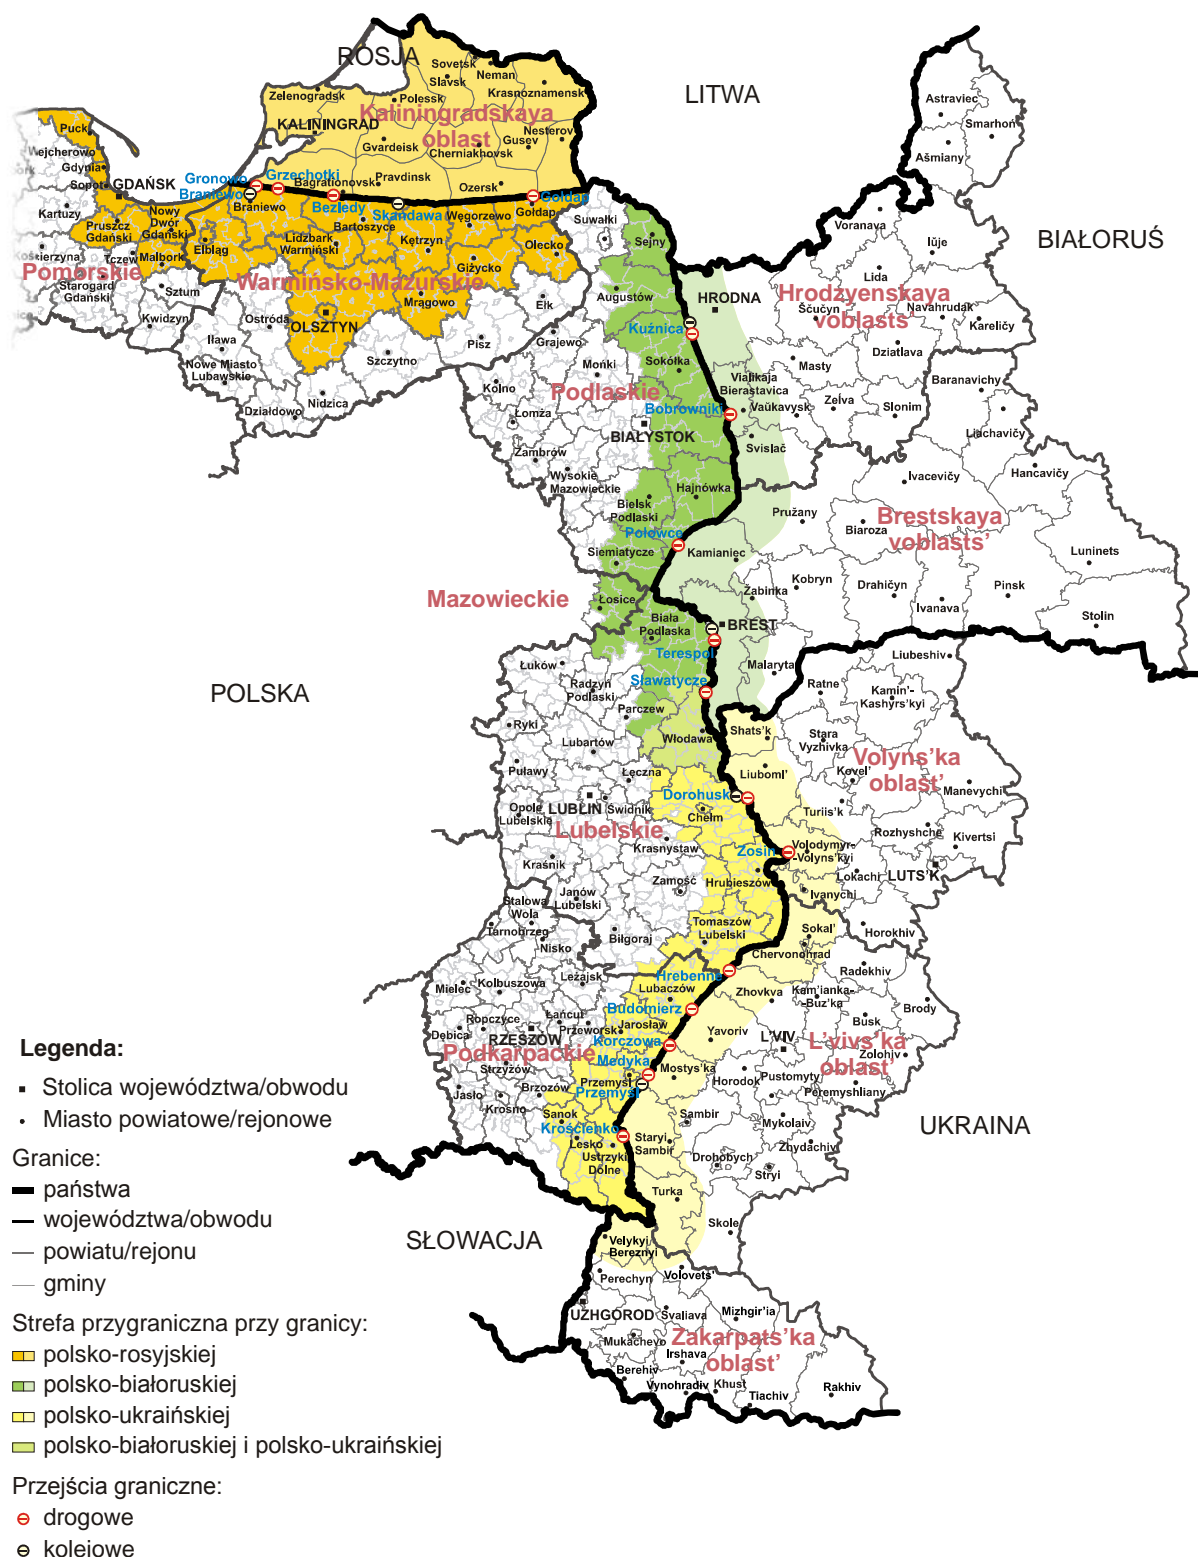 ROSJA
LITWA
BIAŁORUŚ
POLSKA
UKRAINA
SŁOWACJA
Sovetsk
Slavsk
Neman
Krasnoznamensk
Zelenogradsk
Polessk
Kaliningradskaya
oblast
KALININGRAD
Gvardeisk
Cherniakhovsk
Gusev
Nesterov
Bagrationovsk
Pravdinsk
Ozersk
Astraviec
Smarhoń
Ašmiany
Puck
Wejcherowo
Gdynia
Sopot
GDAŃSK
Kartuzy
Pruszcz
Gdański
Nowy
Dwór
Gdański
Tczew
Malbork
Pomorskie
Starogard
Gdański
Sztum
Kwidzyn
Gronowo
Braniewo
Grzechotki
Braniewo
Bezledy
Skandawa
Gołdap
Elbląg
Lidzbark
Warmiński
Bartoszyce
Kętrzyn
Węgorzewo
Gołdap
Olecko
Giżycko
Warmińsko-Mazurskie
Mrągowo
Ełk
Ostróda
OLSZTYN
Iława
Nowe Miasto
Lubawskie
Szczytno
Pisz
Działdowo
Nidzica
Suwałki
Sejny
Augustów
Grajewo
Mońki
Kolno
Podlaskie
Sokółka
Kuźnica
Bobrowniki
Łomża
BIAŁYSTOK
Zambrów
Wysokie
Mazowieckie
Hajnówka
Bielsk
Podlaski
Połowce
Siemiatycze
HRODNA
Voranava
Iŭje
Lida
Hrodzyenskaya
voblasts'
Ščučyn
Navahrudak
Kareličy
Dziatlava
Masty
Vialikaja
Bierastavica
Vaŭkavysk
Zeľva
Slonim
Svislač
Baranavichy
Liachavičy
Ivacevičy
Hancavičy
Pružany
Brestskaya
voblasts'
Biaroza
Luninets
Kamianiec
Žabinka
Kobryn
Drahičyn
Ivanava
Pinsk
Stolin
BREST
Malaryta
Mazowieckie
Łosice
Biała
Podlaska
Terespol
Sławatycze
Łuków
Radzyń
Podlaski
Parczew
Ryki
Włodawa
Lubartów
Puławy
Łęczna
LUBLIN
Świdnik
Opole
Lubelskie
Lubelskie
Chełm
Dorohusk
Krasnystaw
Kraśnik
Zamość
Hrubieszów
Zosin
Janów
Lubelski
Biłgoraj
Tomaszów
Lubelski
Hrebenne
Liubeshiv
Ratne
Kamin'-
Kashyrs'kyi
Shats'k
Stara
Vyzhivka
Volyns'ka
oblast'
Liuboml'
Kovel'
Manevychi
Turiis'k
Rozhyshche
Kivertsi
Volodymyr-
-Volyns'kyi
Lokachi
LUTS'K
Ivanychi
Horokhiv
Sokal'
Chervonohrad
Radekhiv
Stalowa
Wola
Tarnobrzeg
Nisko
Leżajsk
Mielec
Kolbuszowa
Lubaczów
Budomierz
Ropczyce
Łańcut
Dębica
RZESZÓW
Przeworsk
Jarosław
Korczowa
Podkarpackie
Medyka
Strzyżów
Przemyśl
Przemyśl
Brzozów
Jasło
Krosno
Sanok
Krościenko
Lesko
Ustrzyki
Dolne
Zhovkva
Kam'ianka-
-Buz'ka
Brody
Busk
Yavoriv
L'VIV
L'vivs'ka
oblast'
Zolohiv
Mostys'ka
Pustomyty
Horodok
Peremyshliany
Sambir
Mykolaiv
Zhydachiv
Staryi
Sambir
Drohobych
Stryi
Turka
Skole
Velykyj
Bereznyi
Perechyn
Volovets'
UŻHGOROD
Svaliava
Mizhgir'ia
Mukachevo
Zakarpats'ka
oblast'
Irshava
Berehiv
Vynohradiv
Khust
Tiachiv
Rakhiv
Legenda:
Stolica województwa/obwodu
Miasto powiatowe/rejonowe
Granice:
państwa
województwa/obwodu
powiatu/rejonu
gminy
Strefa przygraniczna przy granicy:
polsko-rosyjskiej
polsko-białoruskiej
polsko-ukraińskiej
polsko-białoruskiej i polsko-ukraińskiej
Przejścia graniczne:
drogowe
kolejowe